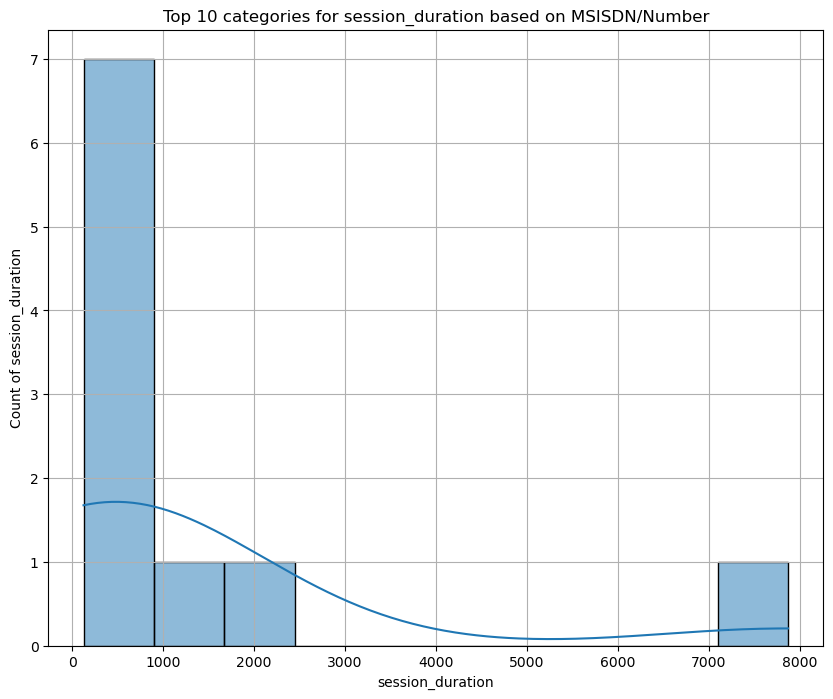 Top 10 categories for session_duration based on MSISDN/Number
Count of session_duration
7
6
5
4
3
2
1
0
0 1000 2000 3000 4000 5000 6000 7000 8000
session_duration